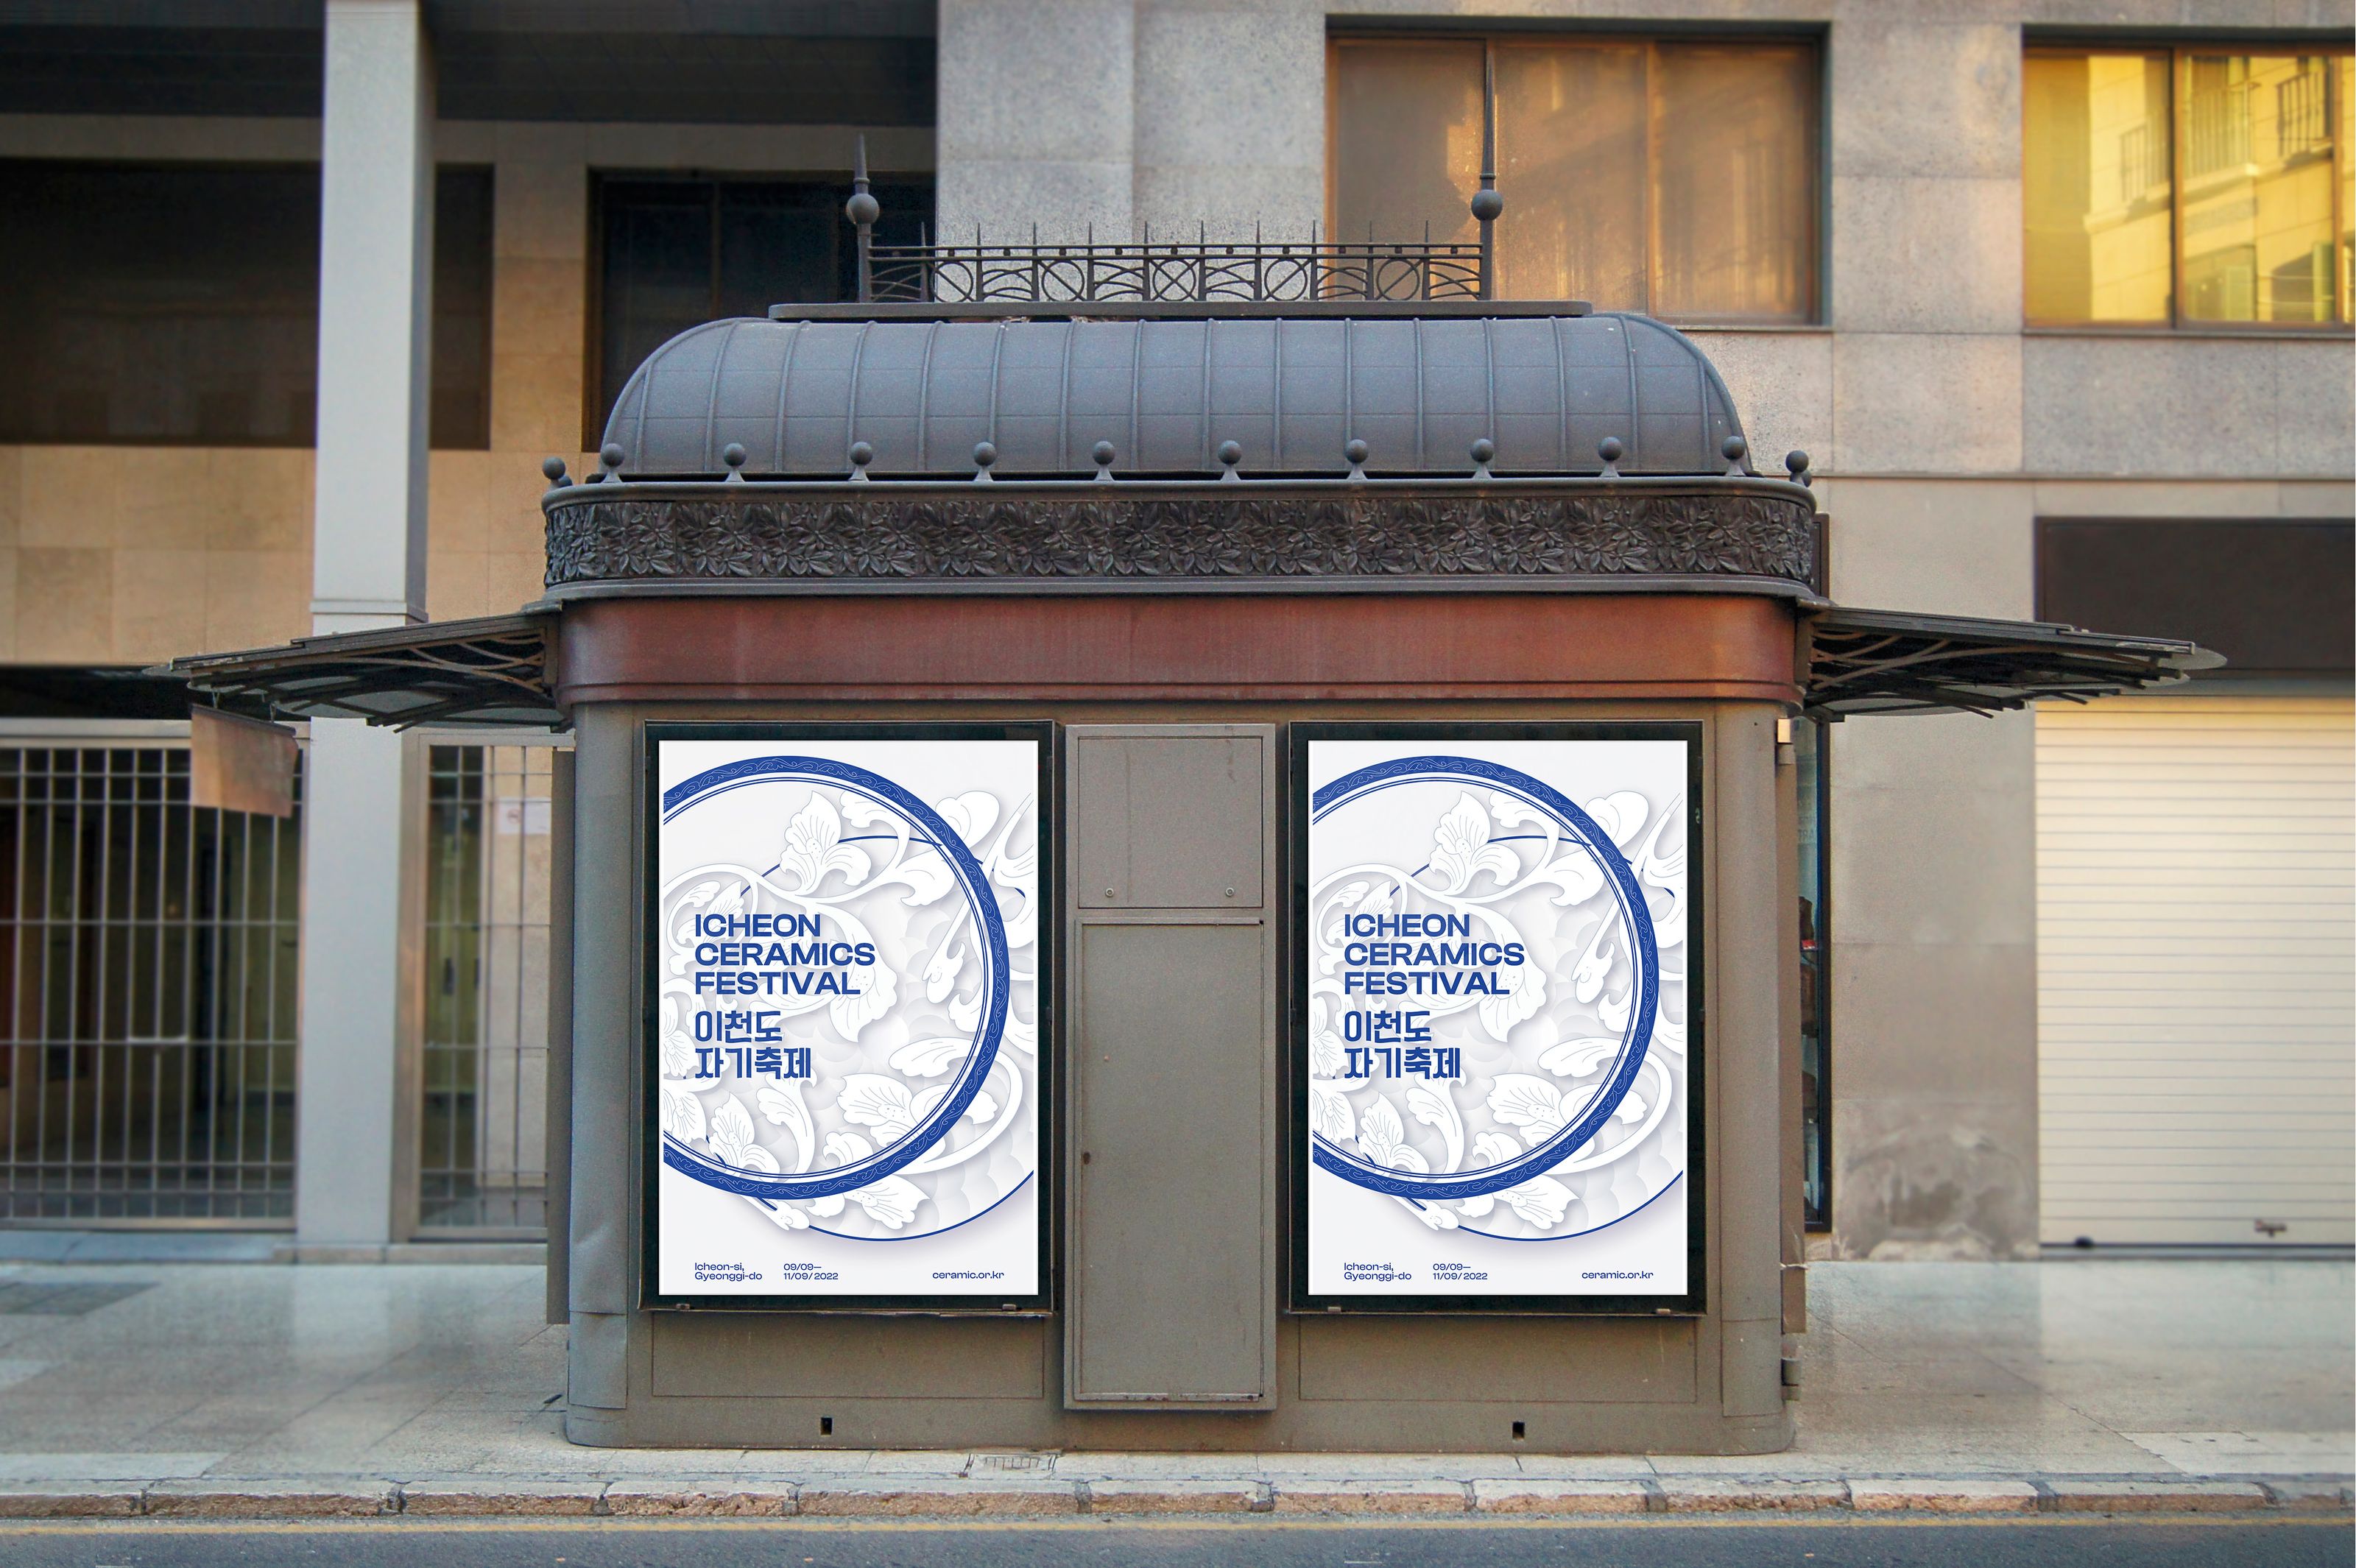 ICHEON
CERAMICS
FESTIVAL
이천도
자기축제
Icheon-si,
Gyeonggi-do
09/09—
11/09/2022
ceramic.or.kr
ICHEON
CERAMICS
FESTIVAL
이천도
자기축제
Icheon-si,
Gyeonggi-do
09/09—
11/09/2022
ceramic.or.kr